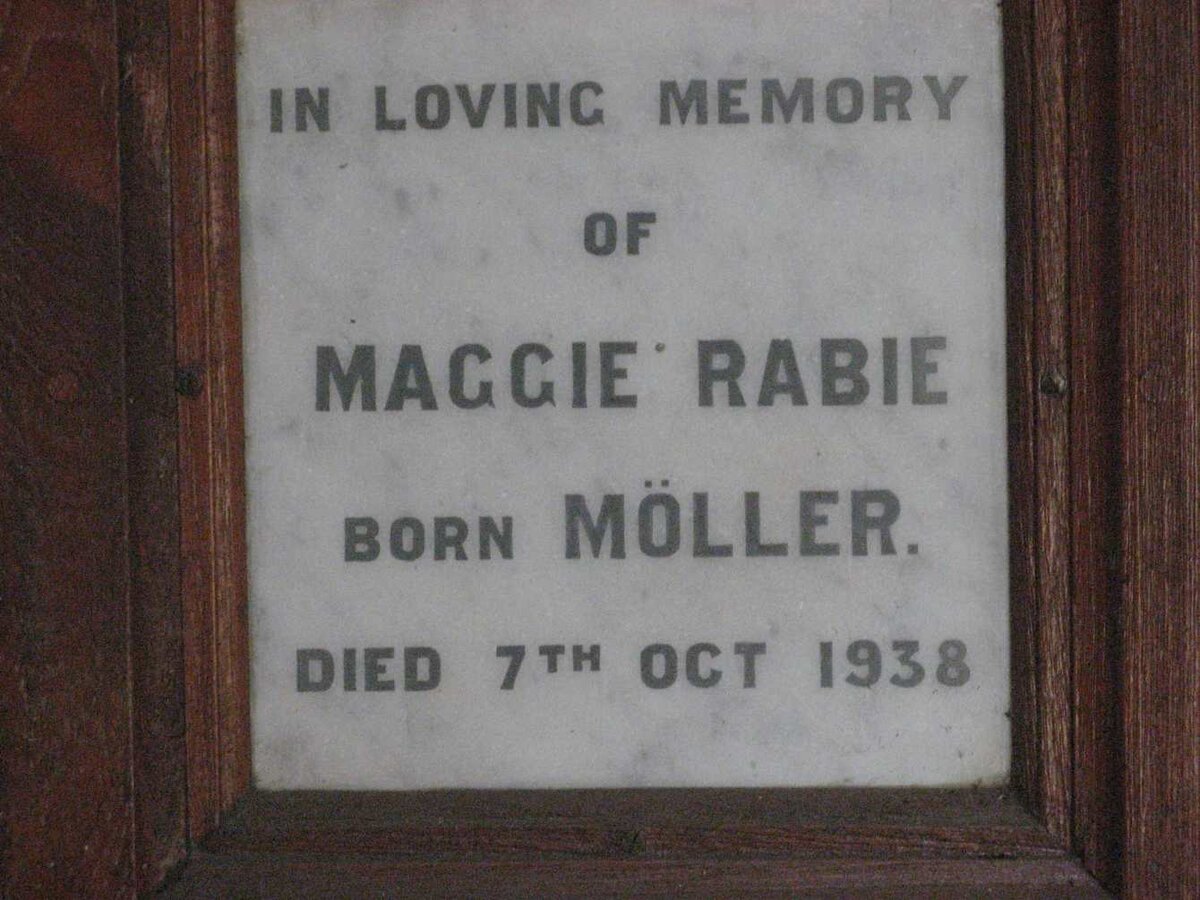 IN LOVING MEMORY
OF
MAGGIE RABIE
BORN MÖLLER.
DIED 7TH OCT 1938